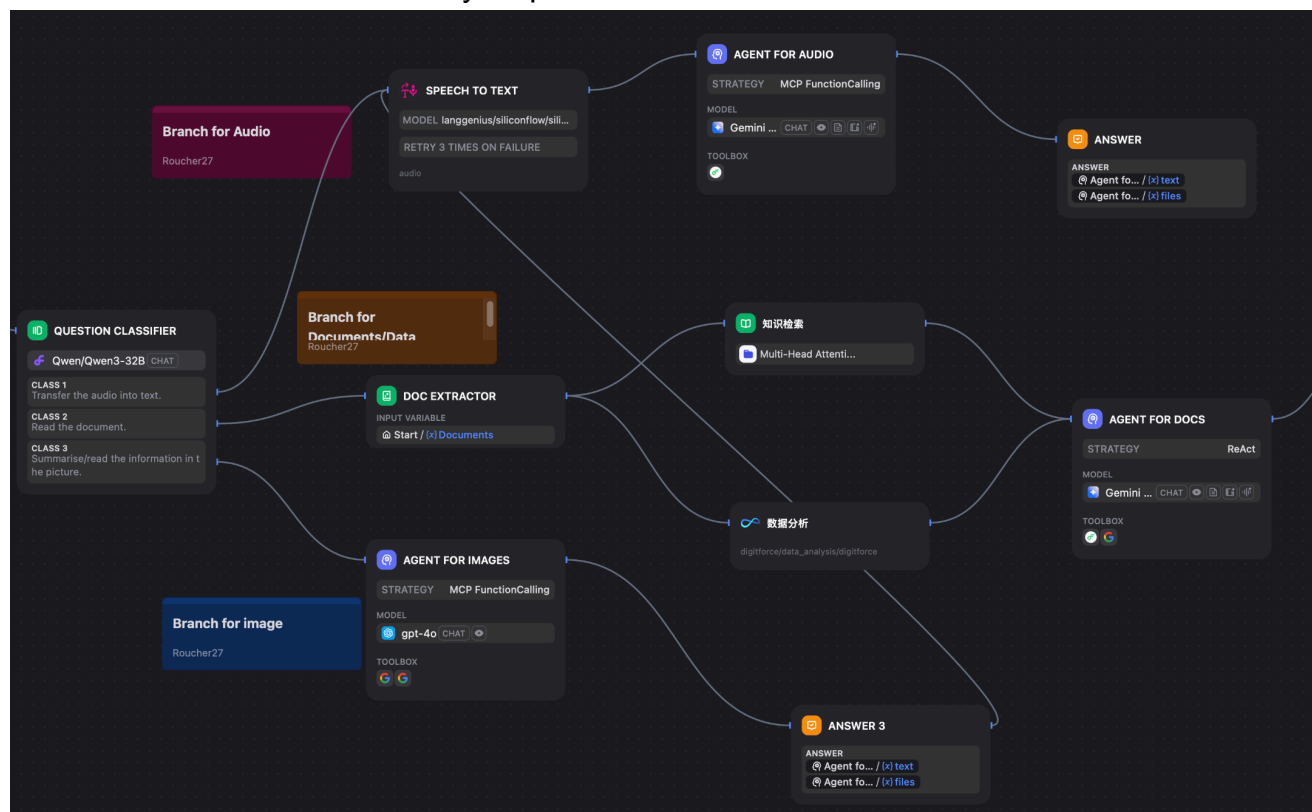 AGENT FOR AUDIO
STRATEGY MCP FunctionCalling
MODEL
Gemini ... CHAT
TOOLBOX
SPEECH TO TEXT
MODEL langgenius/siliconflow/sili...
RETRY 3 TIMES ON FAILURE
audio
Branch for Audio
Roucher27
ANSWER
ANSWER
Agent fo... / {x} text
Agent fo... / {x} files
QUESTION CLASSIFIER
Qwen/Qwen3-32B CHAT
CLASS 1
Transfer the audio into text.
CLASS 2
Read the document.
CLASS 3
Summarise/read the information in t
he picture.
Branch for
Documents/Data
Roucher27
DOC EXTRACTOR
INPUT VARIABLE
Start / {x} Documents
知识检索
Multi-Head Attenti...
数据分析
digitforce/data_analysis/digitforce
AGENT FOR DOCS
STRATEGY ReAct
MODEL
Gemini ... CHAT
TOOLBOX
AGENT FOR IMAGES
STRATEGY MCP FunctionCalling
MODEL
gpt-4o CHAT
TOOLBOX
Branch for image
Roucher27
ANSWER 3
ANSWER
Agent fo... / {x} text
Agent fo... / {x} files